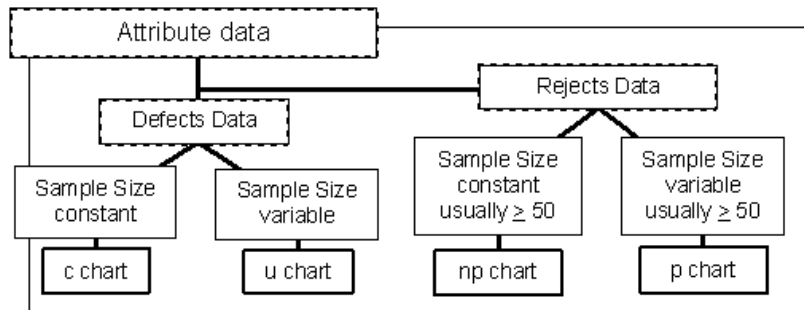 Attribute data
Rejects Data
Defects Data
Sample Size
constant
Sample Size
variable
Sample Size
constant
usually ≥ 50
Sample Size
variable
usually ≥ 50
c chart
u chart
np chart
p chart